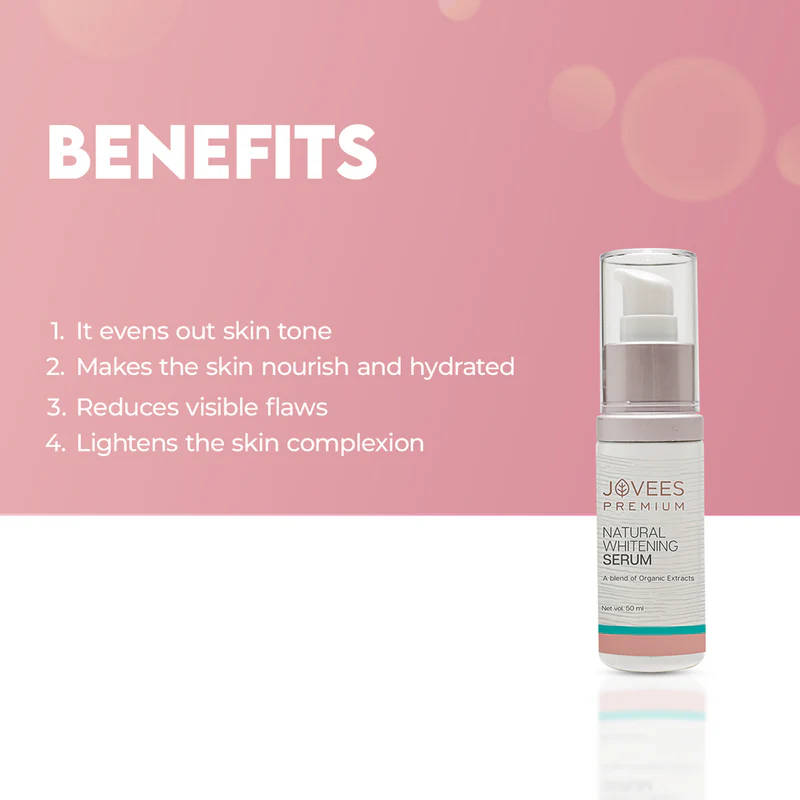 BENEFITS
1. It evens out skin tone
2. Makes the skin nourish and hydrated
3. Reduces visible flaws
4. Lightens the skin complexion
JOVEES
PREMIUM
NATURAL
WHITENING
SERUM
A blend of Organic Extracts
Net vol. 50 ml